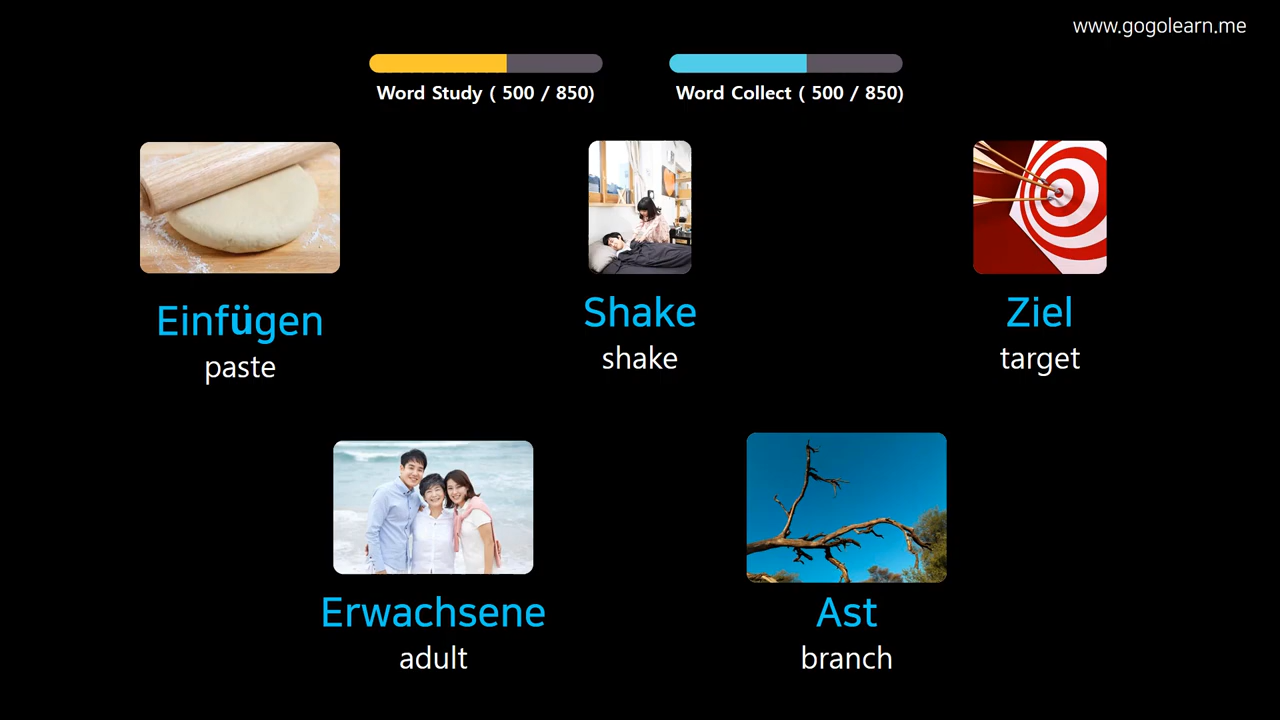 www.gogolearn.me
Word Study ( 500 / 850)
Word Collect ( 500 / 850)
Einfügen
paste
Shake
shake
Ziel
target
Erwachsene
adult
Ast
branch